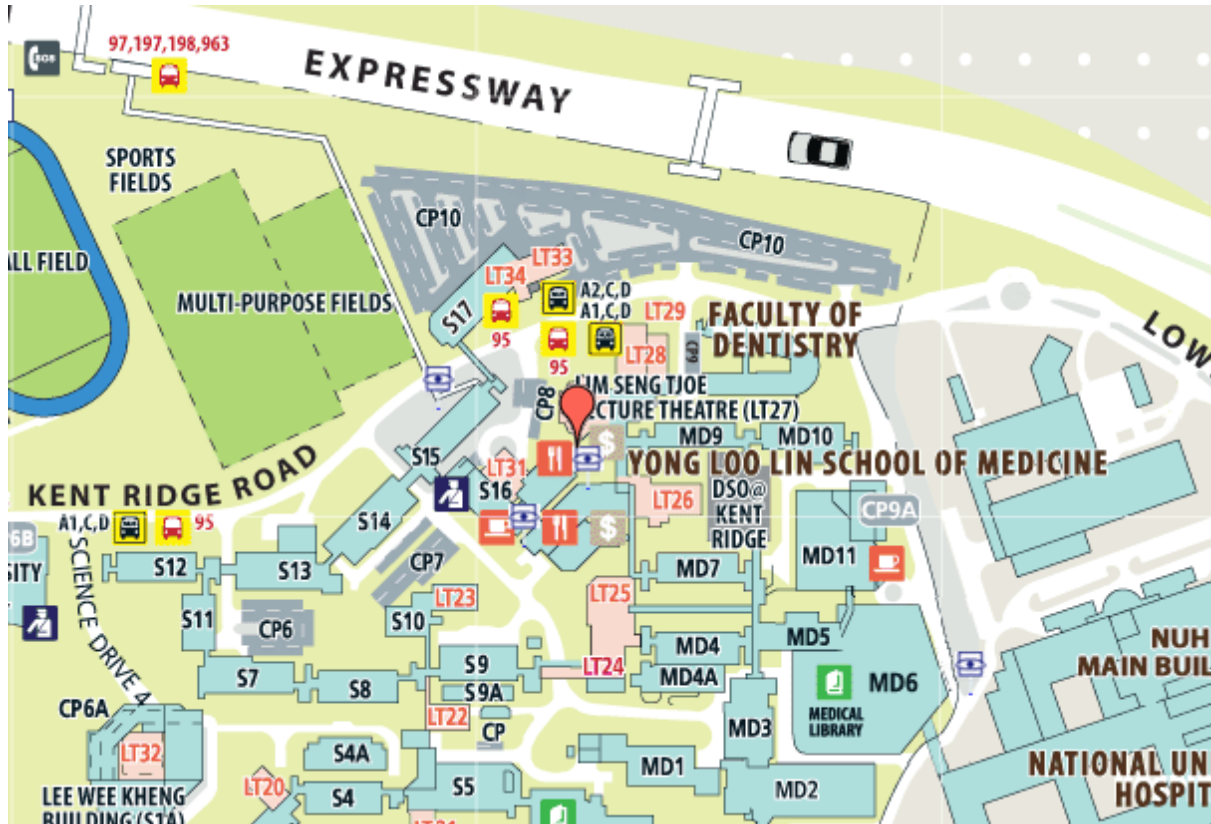 97,197,198,963
SOS
EXPRESSWAY
SPORTS
FIELDS
CP10
CP10
ALL FIELD
MULTI-PURPOSE FIELDS
LT33
LT34
S17
95
A2,C,D
A1,C,D
95
LT29
LT28
CP9
FACULTY OF
DENTISTRY
LOW
CP8
LIM SENG TJOE
LECTURE THEATRE (LT27)
MD9
MD10
$
YONG LOO LIN SCHOOL OF MEDICINE
S15
LT31
S16
KENT RIDGE ROAD
LT26
DSO@
KENT
RIDGE
CP9A
A1,C,D
95
S14
$
6B
SITY
SCIENCE DRIVE 4
S12
S13
CP7
MD7
MD11
S11
CP6
S10
LT23
LT25
MD4
MD5
NUH
MAIN BUIL
S7
S8
S9
S9A
LT24
MD4A
MD6
MEDICAL
LIBRARY
CP6A
LT22
CP
MD3
LT32
S4A
MD1
LT20
S4
S5
MD2
NATIONAL UN
HOSPIT
LEE WEE KHENG
BUILDING (S1A)
LT21